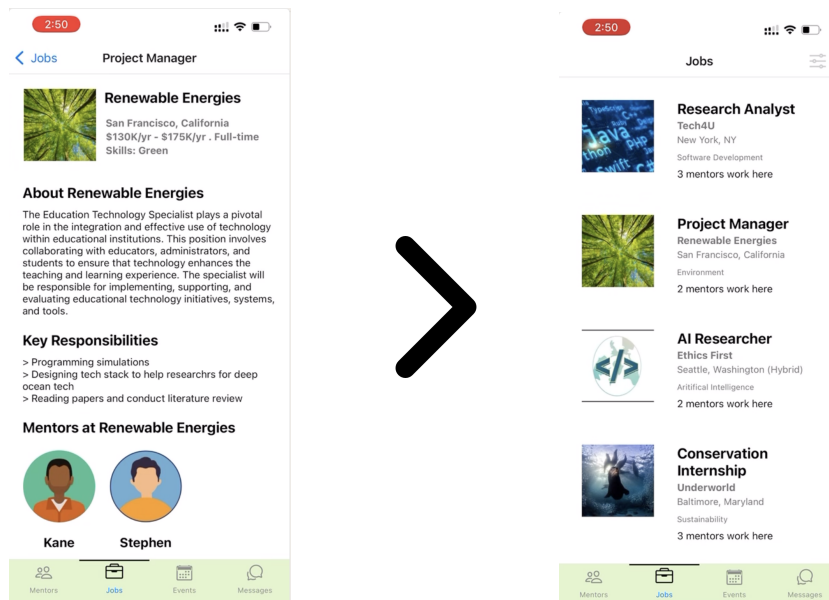 2:50
Jobs
Project Manager
Renewable Energies
San Francisco, California
$130K/yr - $175K/yr . Full-time
Skills: Green
About Renewable Energies
The Education Technology Specialist plays a pivotal
role in the integration and effective use of technology
within educational institutions. This position involves
collaborating with educators, administrators, and
students to ensure that technology enhances the
teaching and learning experience. The specialist will
be responsible for implementing, supporting, and
evaluating educational technology initiatives, systems,
and tools.
Key Responsibilities
> Programming simulations
> Designing tech stack to help researchrs for deep
ocean tech
> Reading papers and conduct literature review
Mentors at Renewable Energies
Kane
Stephen
Mentors
Jobs
Events
Messages
2:50
Jobs
Java
C++
PHP
Swift
C#
thon
Research Analyst
Tech4U
New York, NY
Software Development
3 mentors work here
Project Manager
Renewable Energies
San Francisco, California
Environment
2 mentors work here
</>
AI Researcher
Ethics First
Seattle, Washington (Hybrid)
Aritifical Intelligence
2 mentors work here
Conservation
Internship
Underworld
Baltimore, Maryland
Sustainability
3 mentors work here
Mentors
Jobs
Events
Messages